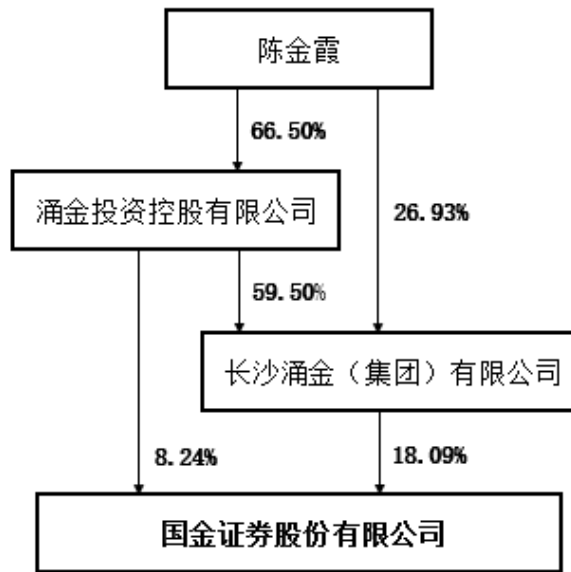 陈金霞
66.50%
涌金投资控股有限公司
26.93%
59.50%
长沙涌金（集团）有限公司
8.24%
18.09%
国金证券股份有限公司